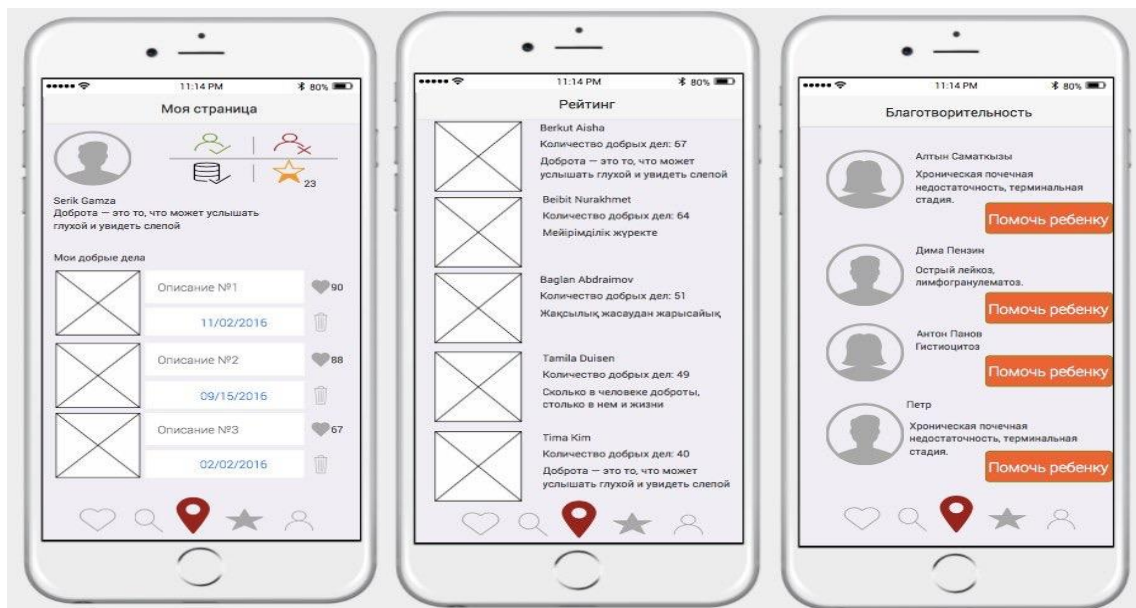 11:14 PM
80%
Моя страница
23
Serik Gamza
Доброта — это то, что может услышать
глухой и увидеть слепой
Мои добрые дела
Описание №1
90
11/02/2016
Описание №2
88
09/15/2016
Описание №3
67
02/02/2016
11:14 PM
80%
Рейтинг
Berkut Aisha
Количество добрых дел: 67
Доброта — это то, что может
услышать глухой и увидеть слепой
Beibit Nurakhmet
Количество добрых дел: 64
Мейірімділік жүректе
Baglan Abdraimov
Количество добрых дел: 51
Жақсылық жасаудан жарысайық
Tamila Duisen
Количество добрых дел: 49
Сколько в человеке доброты,
столько в нем и жизни
Tima Kim
Количество добрых дел: 40
Доброта — это то, что может
услышать глухой и увидеть слепой
11:14 PM
80%
Благотворительность
Алтын Саматкызы
Хроническая почечная
недостаточность, терминальная
стадия.
Помочь ребенку
Дима Пензин
Острый лейкоз,
лимфогранулематоз.
Помочь ребенку
Антон Панов
Гистиоцитоз
Помочь ребенку
Петр
Хроническая почечная
недостаточность, терминальная
стадия.
Помочь ребенку